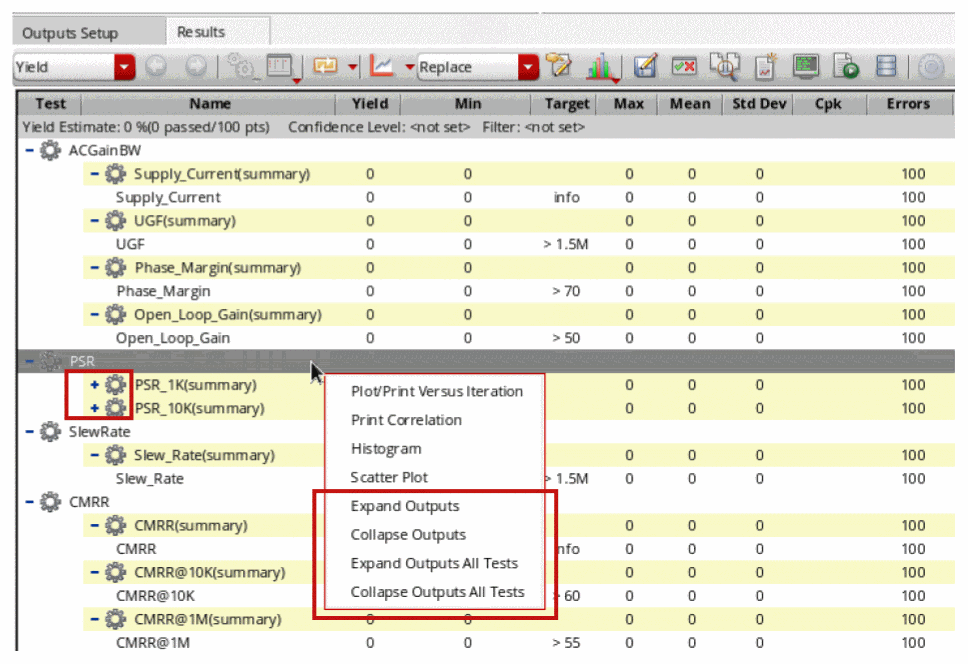 Outputs Setup Results
Yield Replace
Test Name Yield Min Target Max Mean Std Dev Cpk Errors
Yield Estimate: 0 %(0 passed/100 pts) Confidence Level: <not set> Filter: <not set>
ACGainBW
Supply_Current(summary) 0 0 0 0 0 100
Supply_Current 0 0 info 0 0 0 100
UGF(summary) 0 0 0 0 0 100
UGF 0 0 > 1.5M 0 0 0 100
Phase_Margin(summary) 0 0 0 0 0 100
Phase_Margin 0 0 > 70 0 0 0 100
Open_Loop_Gain(summary) 0 0 0 0 0 100
Open_Loop_Gain 0 0 > 50 0 0 0 100
PSR
PSR_1K(summary) 0 0 0 100
Plot/Print Versus Iteration
PSR_10K(summary) 0 0 0 100
Print Correlation
SlewRate
Histogram
Slew_Rate(summary) 0 0 0 100
Slew_Rate > 1.5M 0 0 0 100
Scatter Plot
CMRR
Expand Outputs
CMRR(summary) 0 0 0 100
Collapse Outputs
CMRR 0 0 0 100
Expand Outputs All Tests
CMRR@10K(summary) 0 0 0 100
Collapse Outputs All Tests
CMRR@10K 60 0 0 0 100
CMRR@1M(summary) 0 0 0 0 0 100
CMRR@1M 0 0 > 55 0 0 0 100